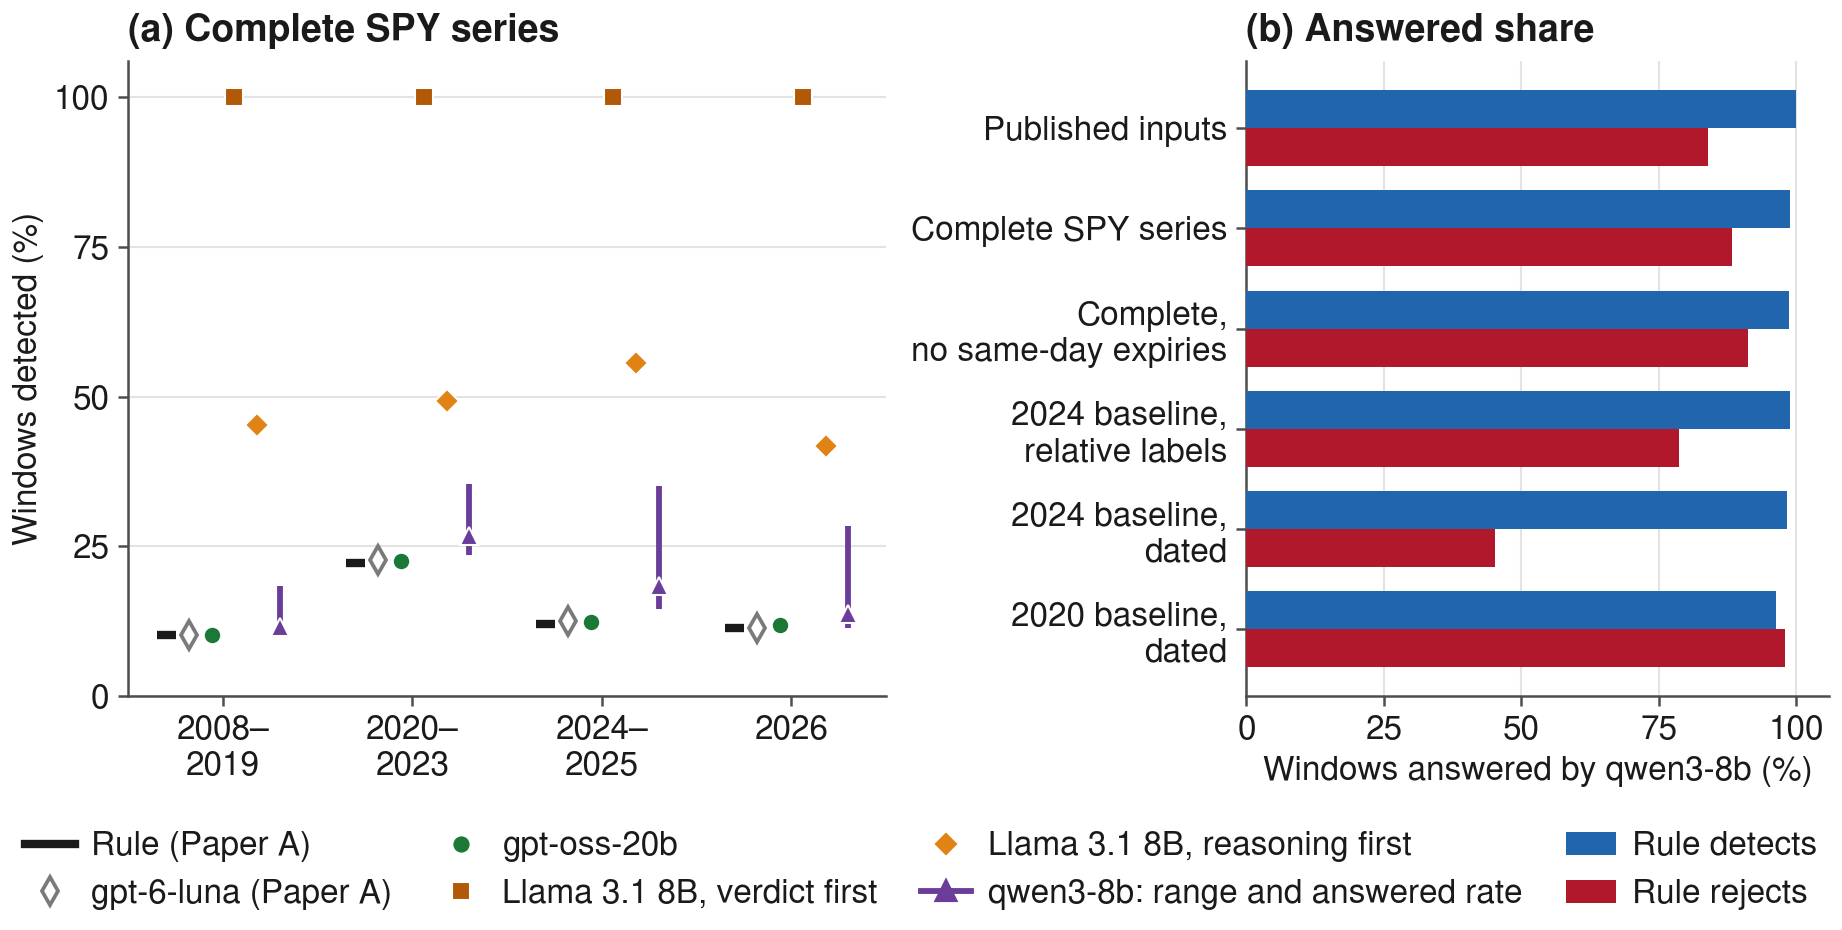 (a) Complete SPY series
Windows detected (%)
100
75
50
25
0
2008–
2019
2020–
2023
2024–
2025
2026
(b) Answered share
Published inputs
Complete SPY series
Complete,
no same-day expiries
2024 baseline,
relative labels
2024 baseline,
dated
2020 baseline,
dated
0 25 50 75 100
Windows answered by qwen3-8b (%)
Rule (Paper A)
gpt-6-luna (Paper A)
gpt-oss-20b
Llama 3.1 8B, verdict first
Llama 3.1 8B, reasoning first
qwen3-8b: range and answered rate
Rule detects
Rule rejects